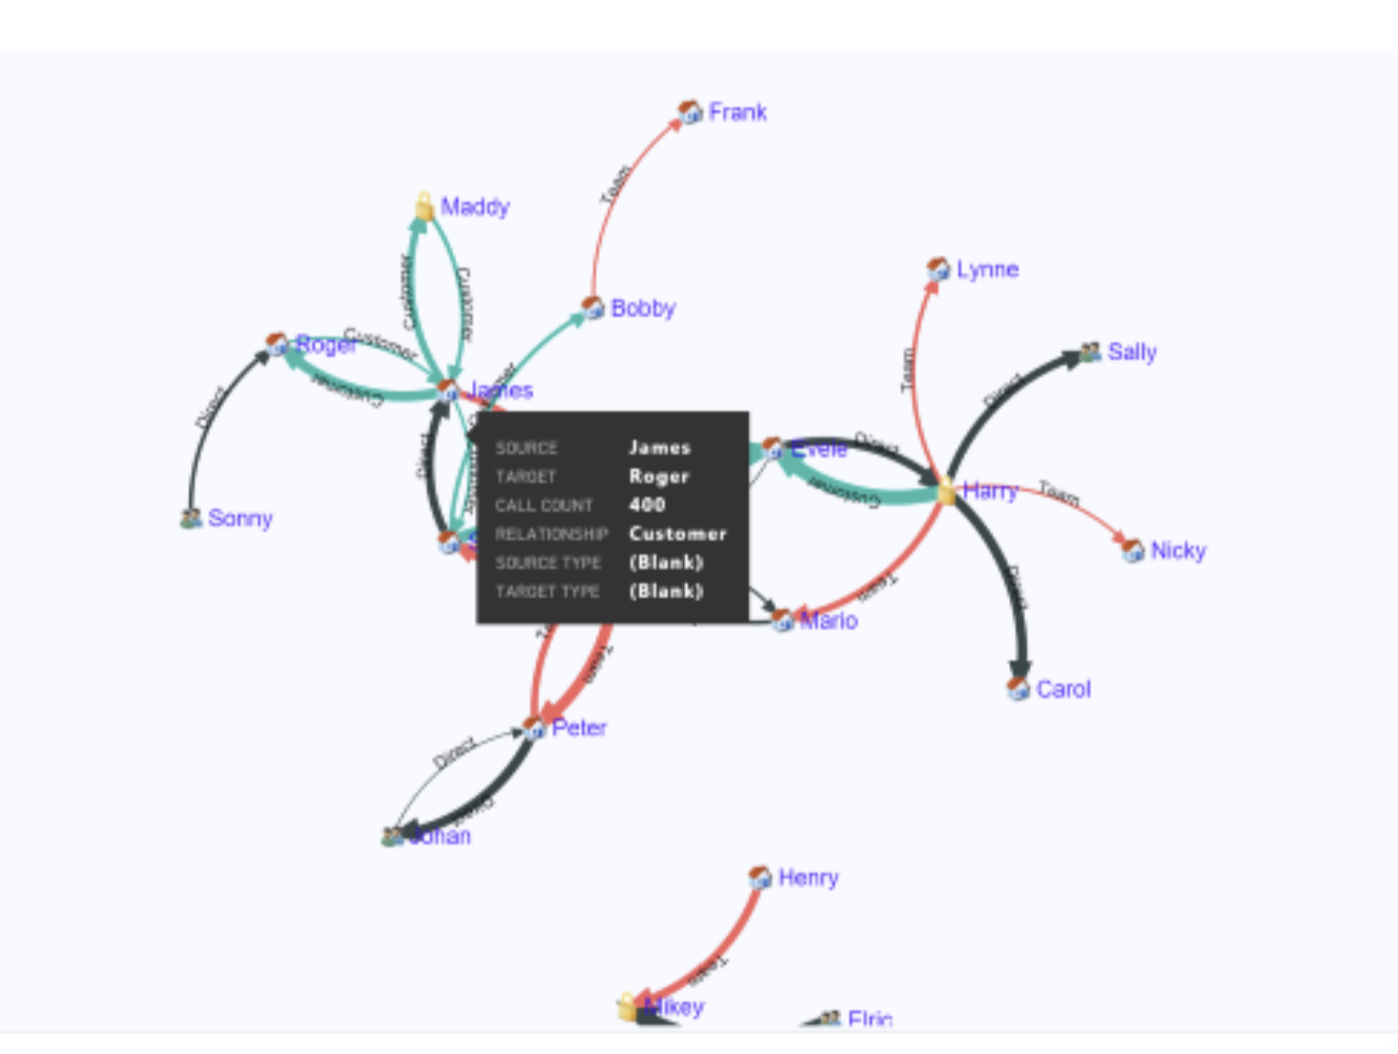 Frank
Team
Maddy
Customer
Customer
Bobby
Lynne
Roger
Customer
Customer
Team
Sally
Direct
James
Direct
Direct
SOURCE James
TARGET Roger
CALL COUNT 400
RELATIONSHIP Customer
SOURCE TYPE (Blank)
TARGET TYPE (Blank)
Evele
Direct
Customer
Harry
Team
Sonny
Nicky
Direct
Team
Mario
Team
Carol
Peter
Direct
Direct
Johan
Henry
Team
Mikey
Elric